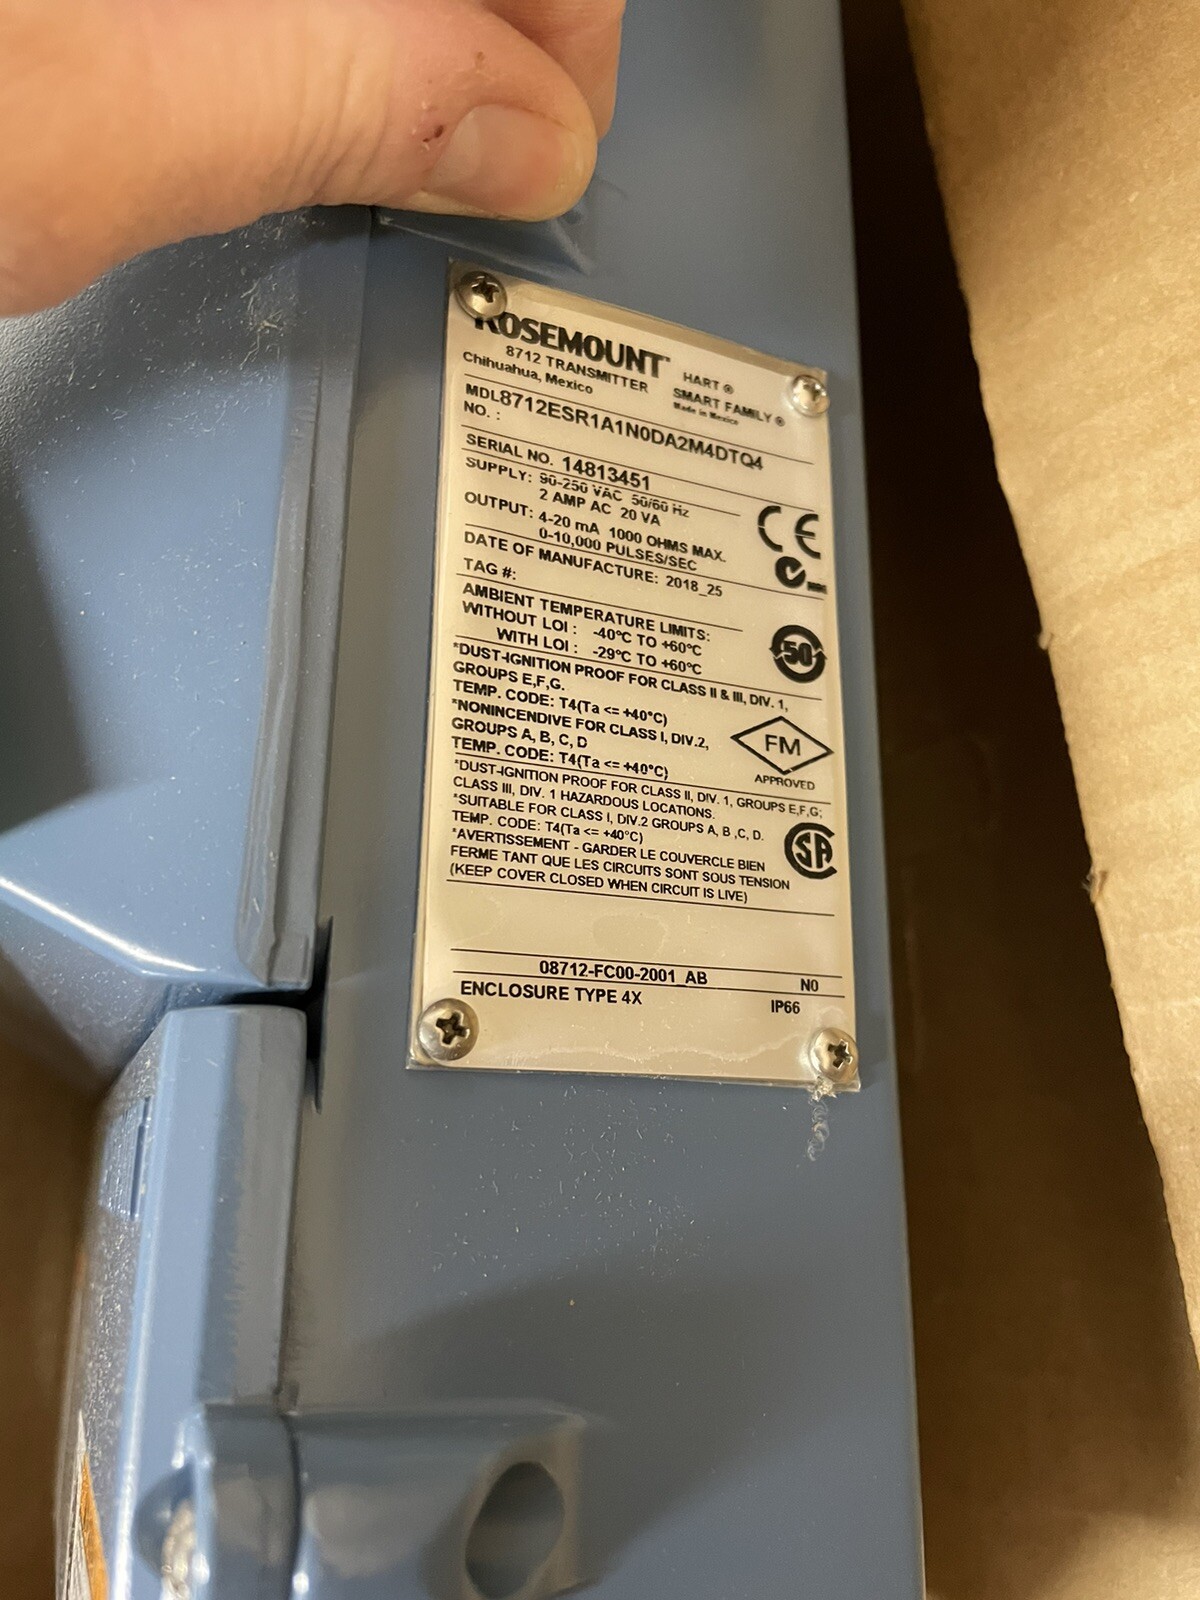 ROSEMOUNT
8712 TRANSMITTER
Chihuahua, Mexico
HART ®
SMART FAMILY ®
Made in Mexico
MDL 8712ESR1A1N0DA2M4DTQ4
NO. :
SERIAL NO. 14813451
SUPPLY: 90-250 VAC 50/60 Hz
2 AMP AC 20 VA
OUTPUT: 4-20 mA 1000 OHMS MAX.
0-10,000 PULSES/SEC
DATE OF MANUFACTURE: 2018_25
TAG #:
CE
50
AMBIENT TEMPERATURE LIMITS:
WITHOUT LOI : -40°C TO +60°C
WITH LOI : -29°C TO +60°C
*DUST-IGNITION PROOF FOR CLASS II & III, DIV. 1,
GROUPS E,F,G.
TEMP. CODE: T4(Ta <= +40°C)
*NONINCENDIVE FOR CLASS I, DIV.2,
GROUPS A, B, C, D
TEMP. CODE: T4(Ta <= +40°C)
FM
APPROVED
*DUST-IGNITION PROOF FOR CLASS II, DIV. 1, GROUPS E,F,G;
CLASS III, DIV. 1 HAZARDOUS LOCATIONS.
*SUITABLE FOR CLASS I, DIV.2 GROUPS A, B ,C, D.
TEMP. CODE: T4(Ta <= +40°C)
*AVERTISSEMENT - GARDER LE COUVERCLE BIEN
FERME TANT QUE LES CIRCUITS SONT SOUS TENSION
(KEEP COVER CLOSED WHEN CIRCUIT IS LIVE)
SA
08712-FC00-2001_AB N0
ENCLOSURE TYPE 4X IP66